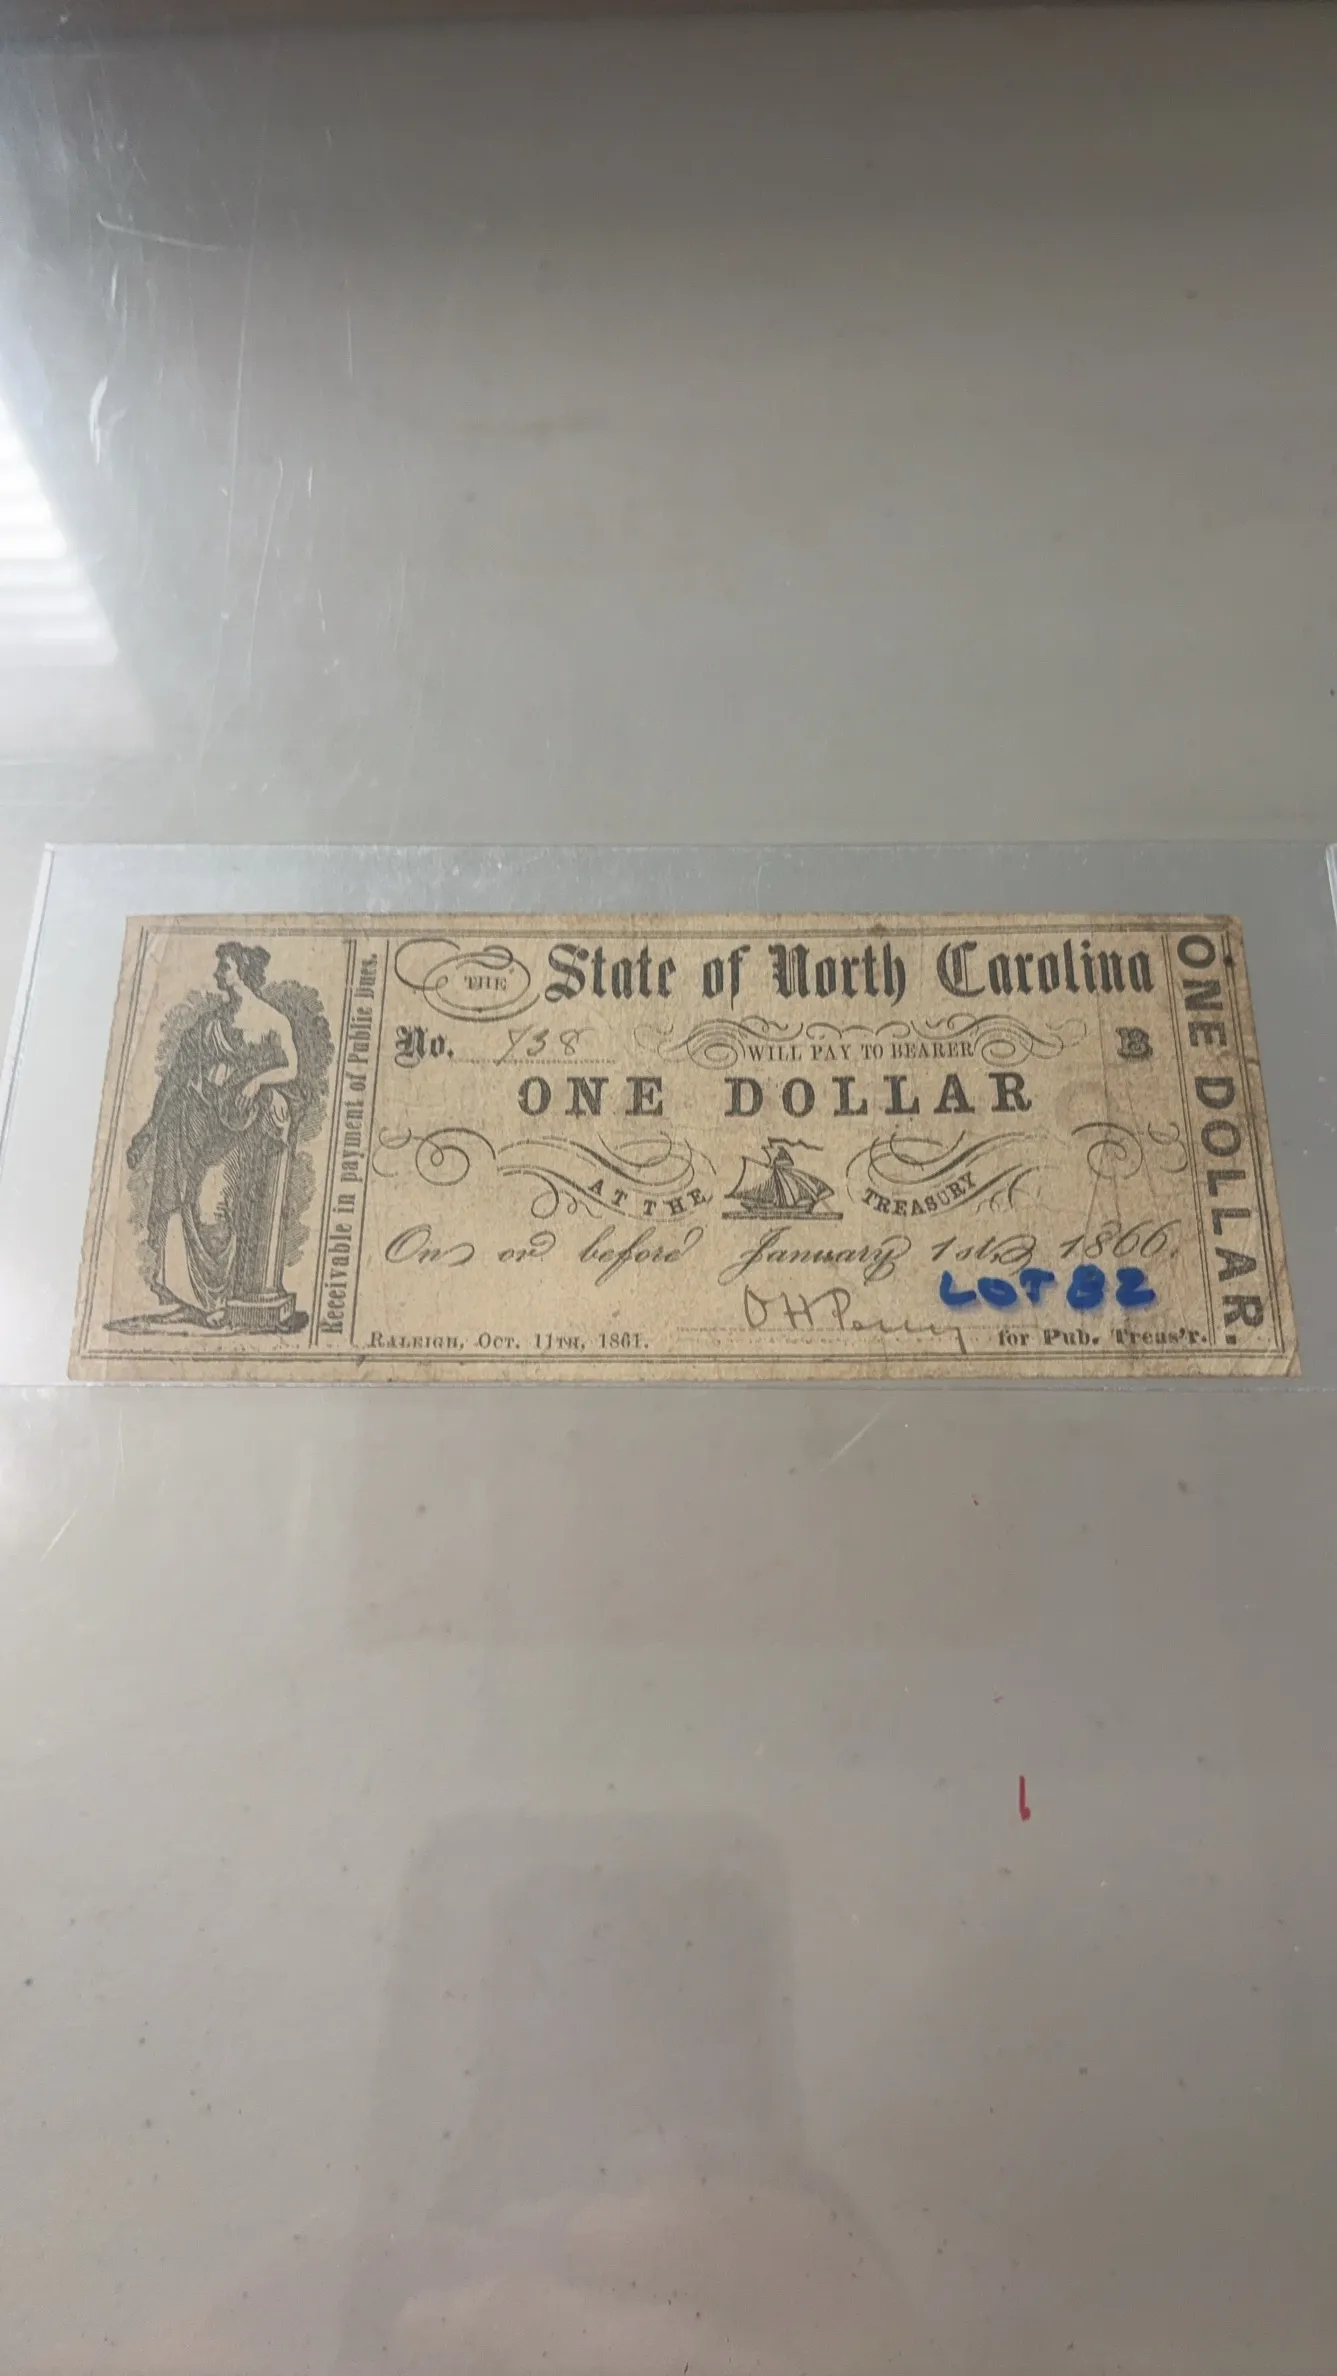 THE State of North Carolina
No. 738 WILL PAY TO BEARER B
ONE DOLLAR
AT THE TREASURY
On or before January 1st, 1866.
LOT 82
O H Perry for Pub. Treas'r.
RALEIGH, OCT. 11TH, 1861.
Receivable in payment of Public Dues.
ONE DOLLAR.